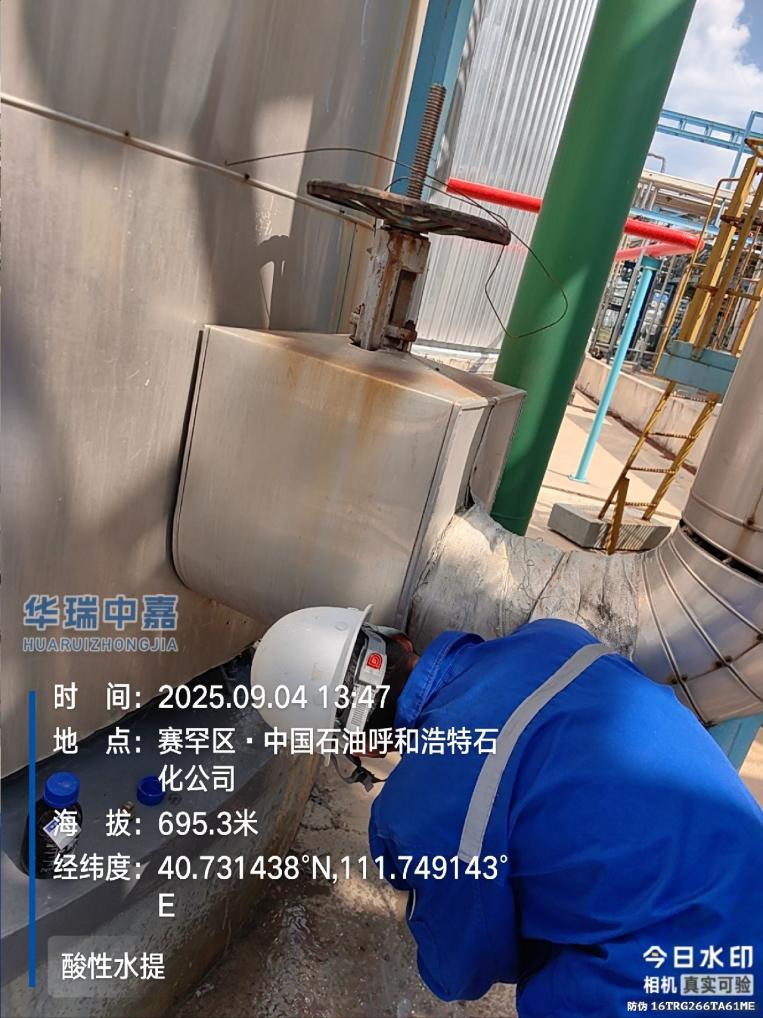 华瑞中嘉
HUARUIZHONGJIA
时 间：2025.09.04 13:47
地 点：赛罕区·中国石油呼和浩特石
化公司
海 拔：695.3米
经纬度：40.731438°N,111.749143°
E
酸性水提
今日水印
相机 真实可验
防伪 16TRG266TA61ME